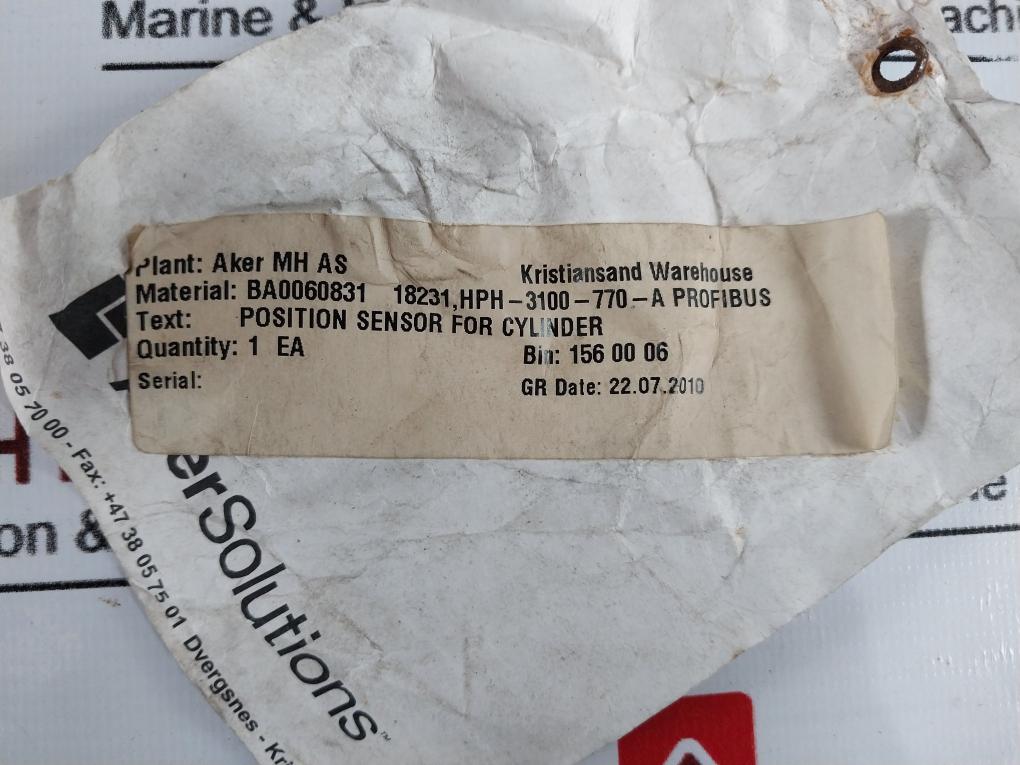 Marine &
Plant: Aker MH AS Kristiansand Warehouse
Material: BA0060831 18231,HPH-3100-770-A PROFIBUS
Text: POSITION SENSOR FOR CYLINDER
Quantity: 1 EA Bin: 156 00 06
Serial: GR Date: 22.07.2010
erSolutions™
38 05 70 00 - Fax: +47 38 05 75 01 Dvergsnes -
on &